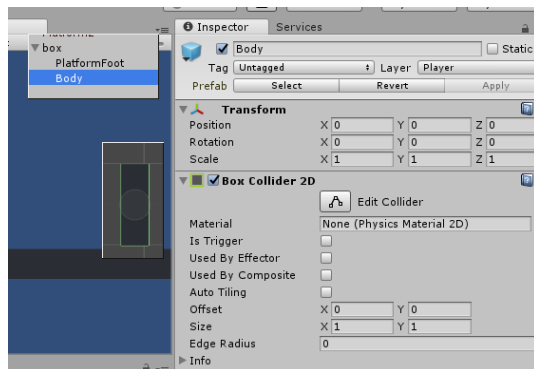 Inspector Services
box
PlatformFoot
Body
Body Static
Tag Untagged Layer Player
Prefab Select Revert Apply
Transform
Position X 0 Y 0 Z 0
Rotation X 0 Y 0 Z 0
Scale X 1 Y 1 Z 1
Box Collider 2D
Edit Collider
Material None (Physics Material 2D)
Is Trigger
Used By Effector
Used By Composite
Auto Tiling
Offset X 0 Y 0
Size X 1 Y 1
Edge Radius 0
Info